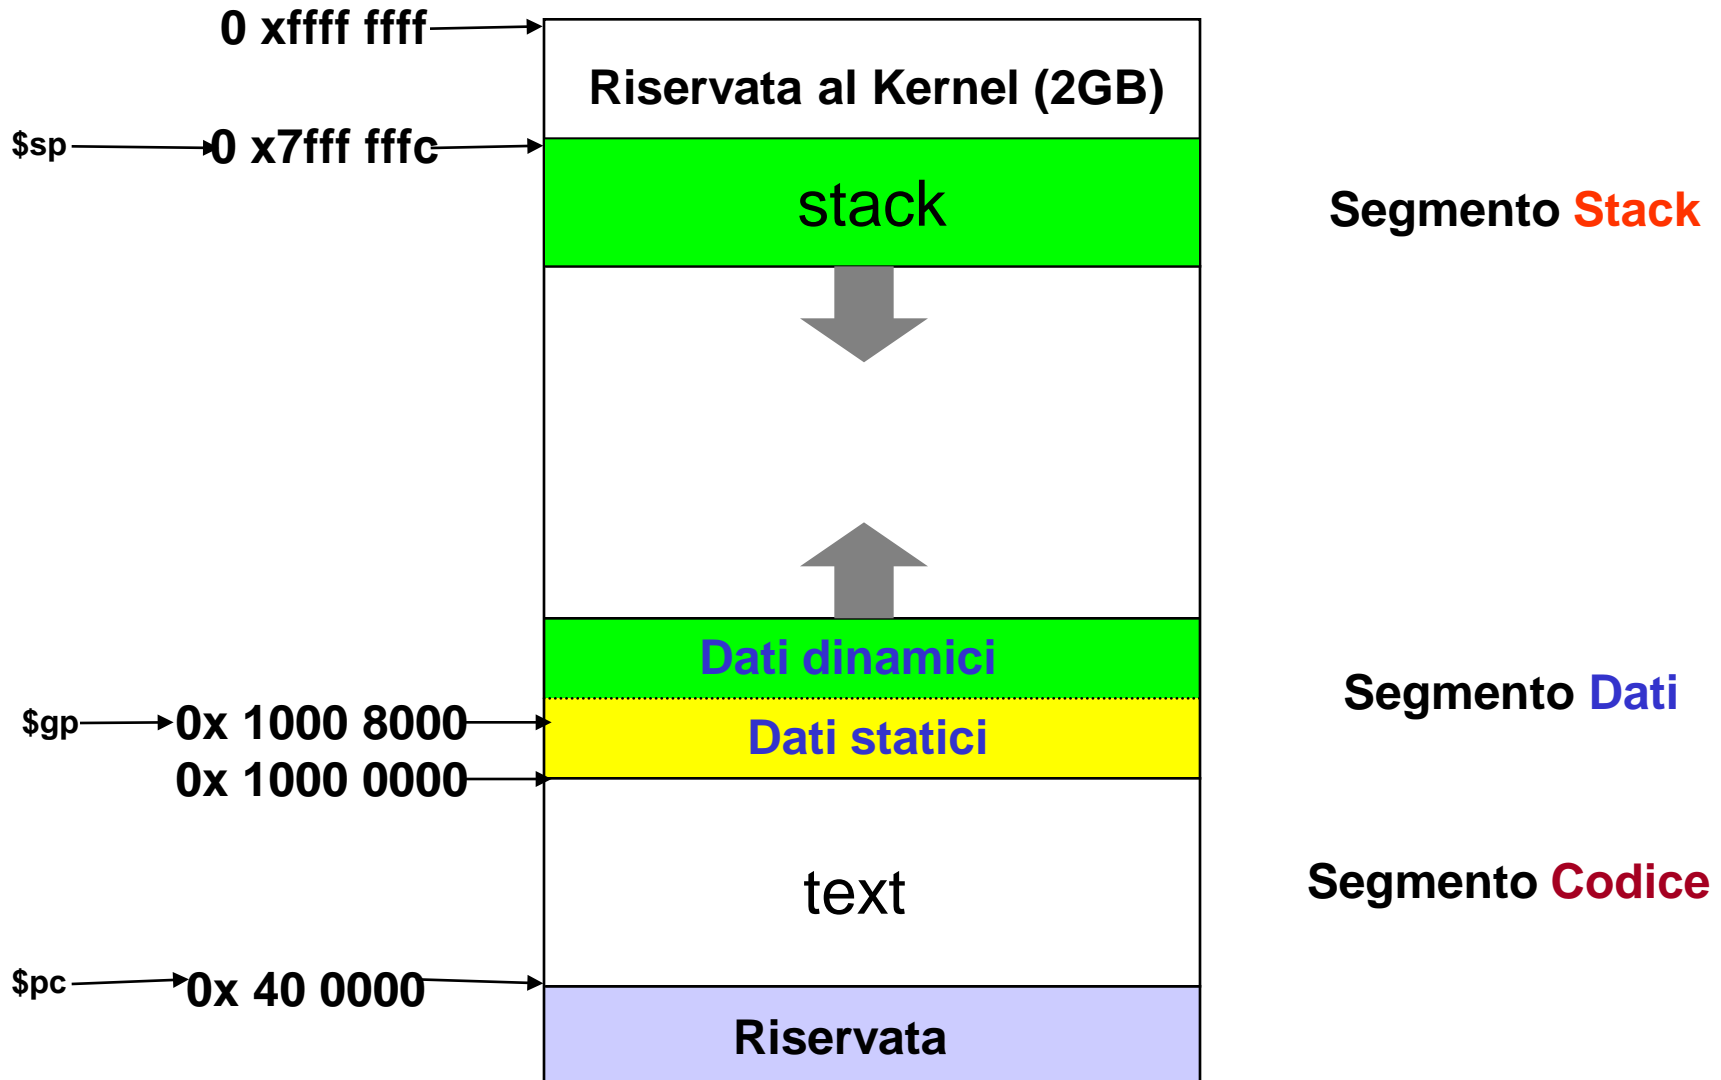 0 xffff ffff
Riservata al Kernel (2GB)
$sp 0 x7fff fffc
stack
Segmento Stack
Dati dinamici
Segmento Dati
$gp 0x 1000 8000
Dati statici
0x 1000 0000
text
Segmento Codice
$pc 0x 40 0000
Riservata